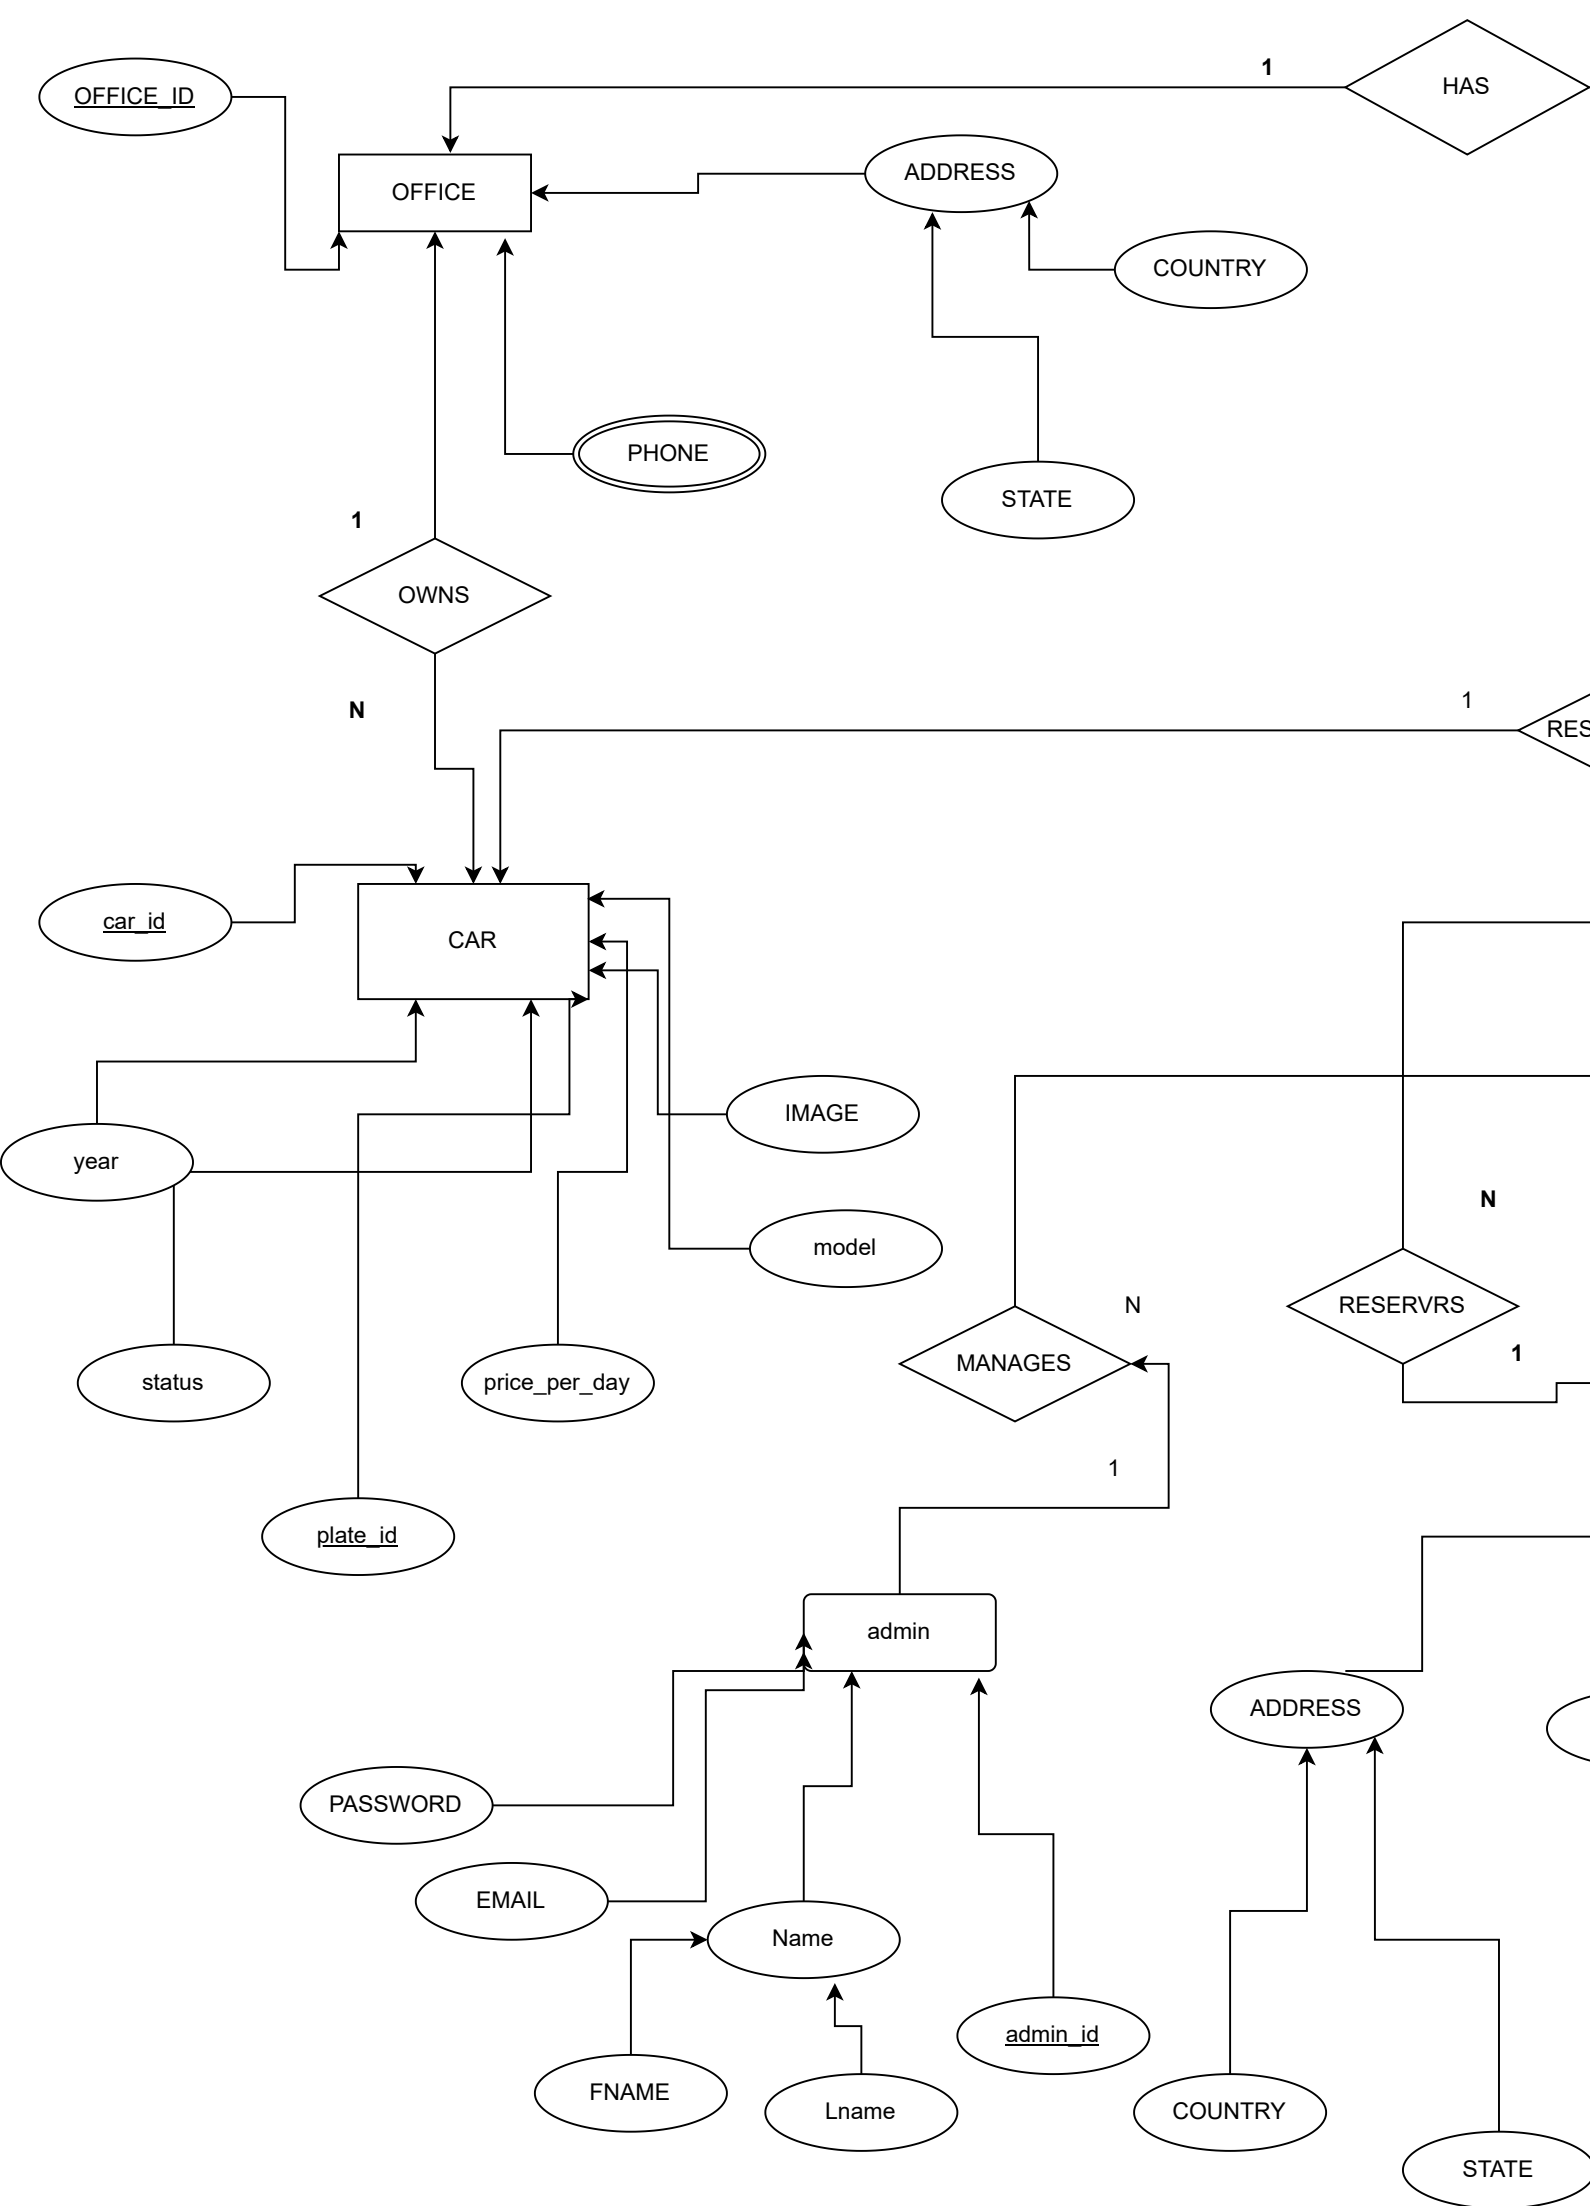 1
HAS
OFFICE_ID
OFFICE
ADDRESS
COUNTRY
PHONE
STATE
1
OWNS
N
1
RES
car_id
CAR
IMAGE
year
N
model
N
RESERVRS
MANAGES
1
status
price_per_day
1
plate_id
admin
ADDRESS
PASSWORD
EMAIL
Name
admin_id
FNAME
Lname
COUNTRY
STATE